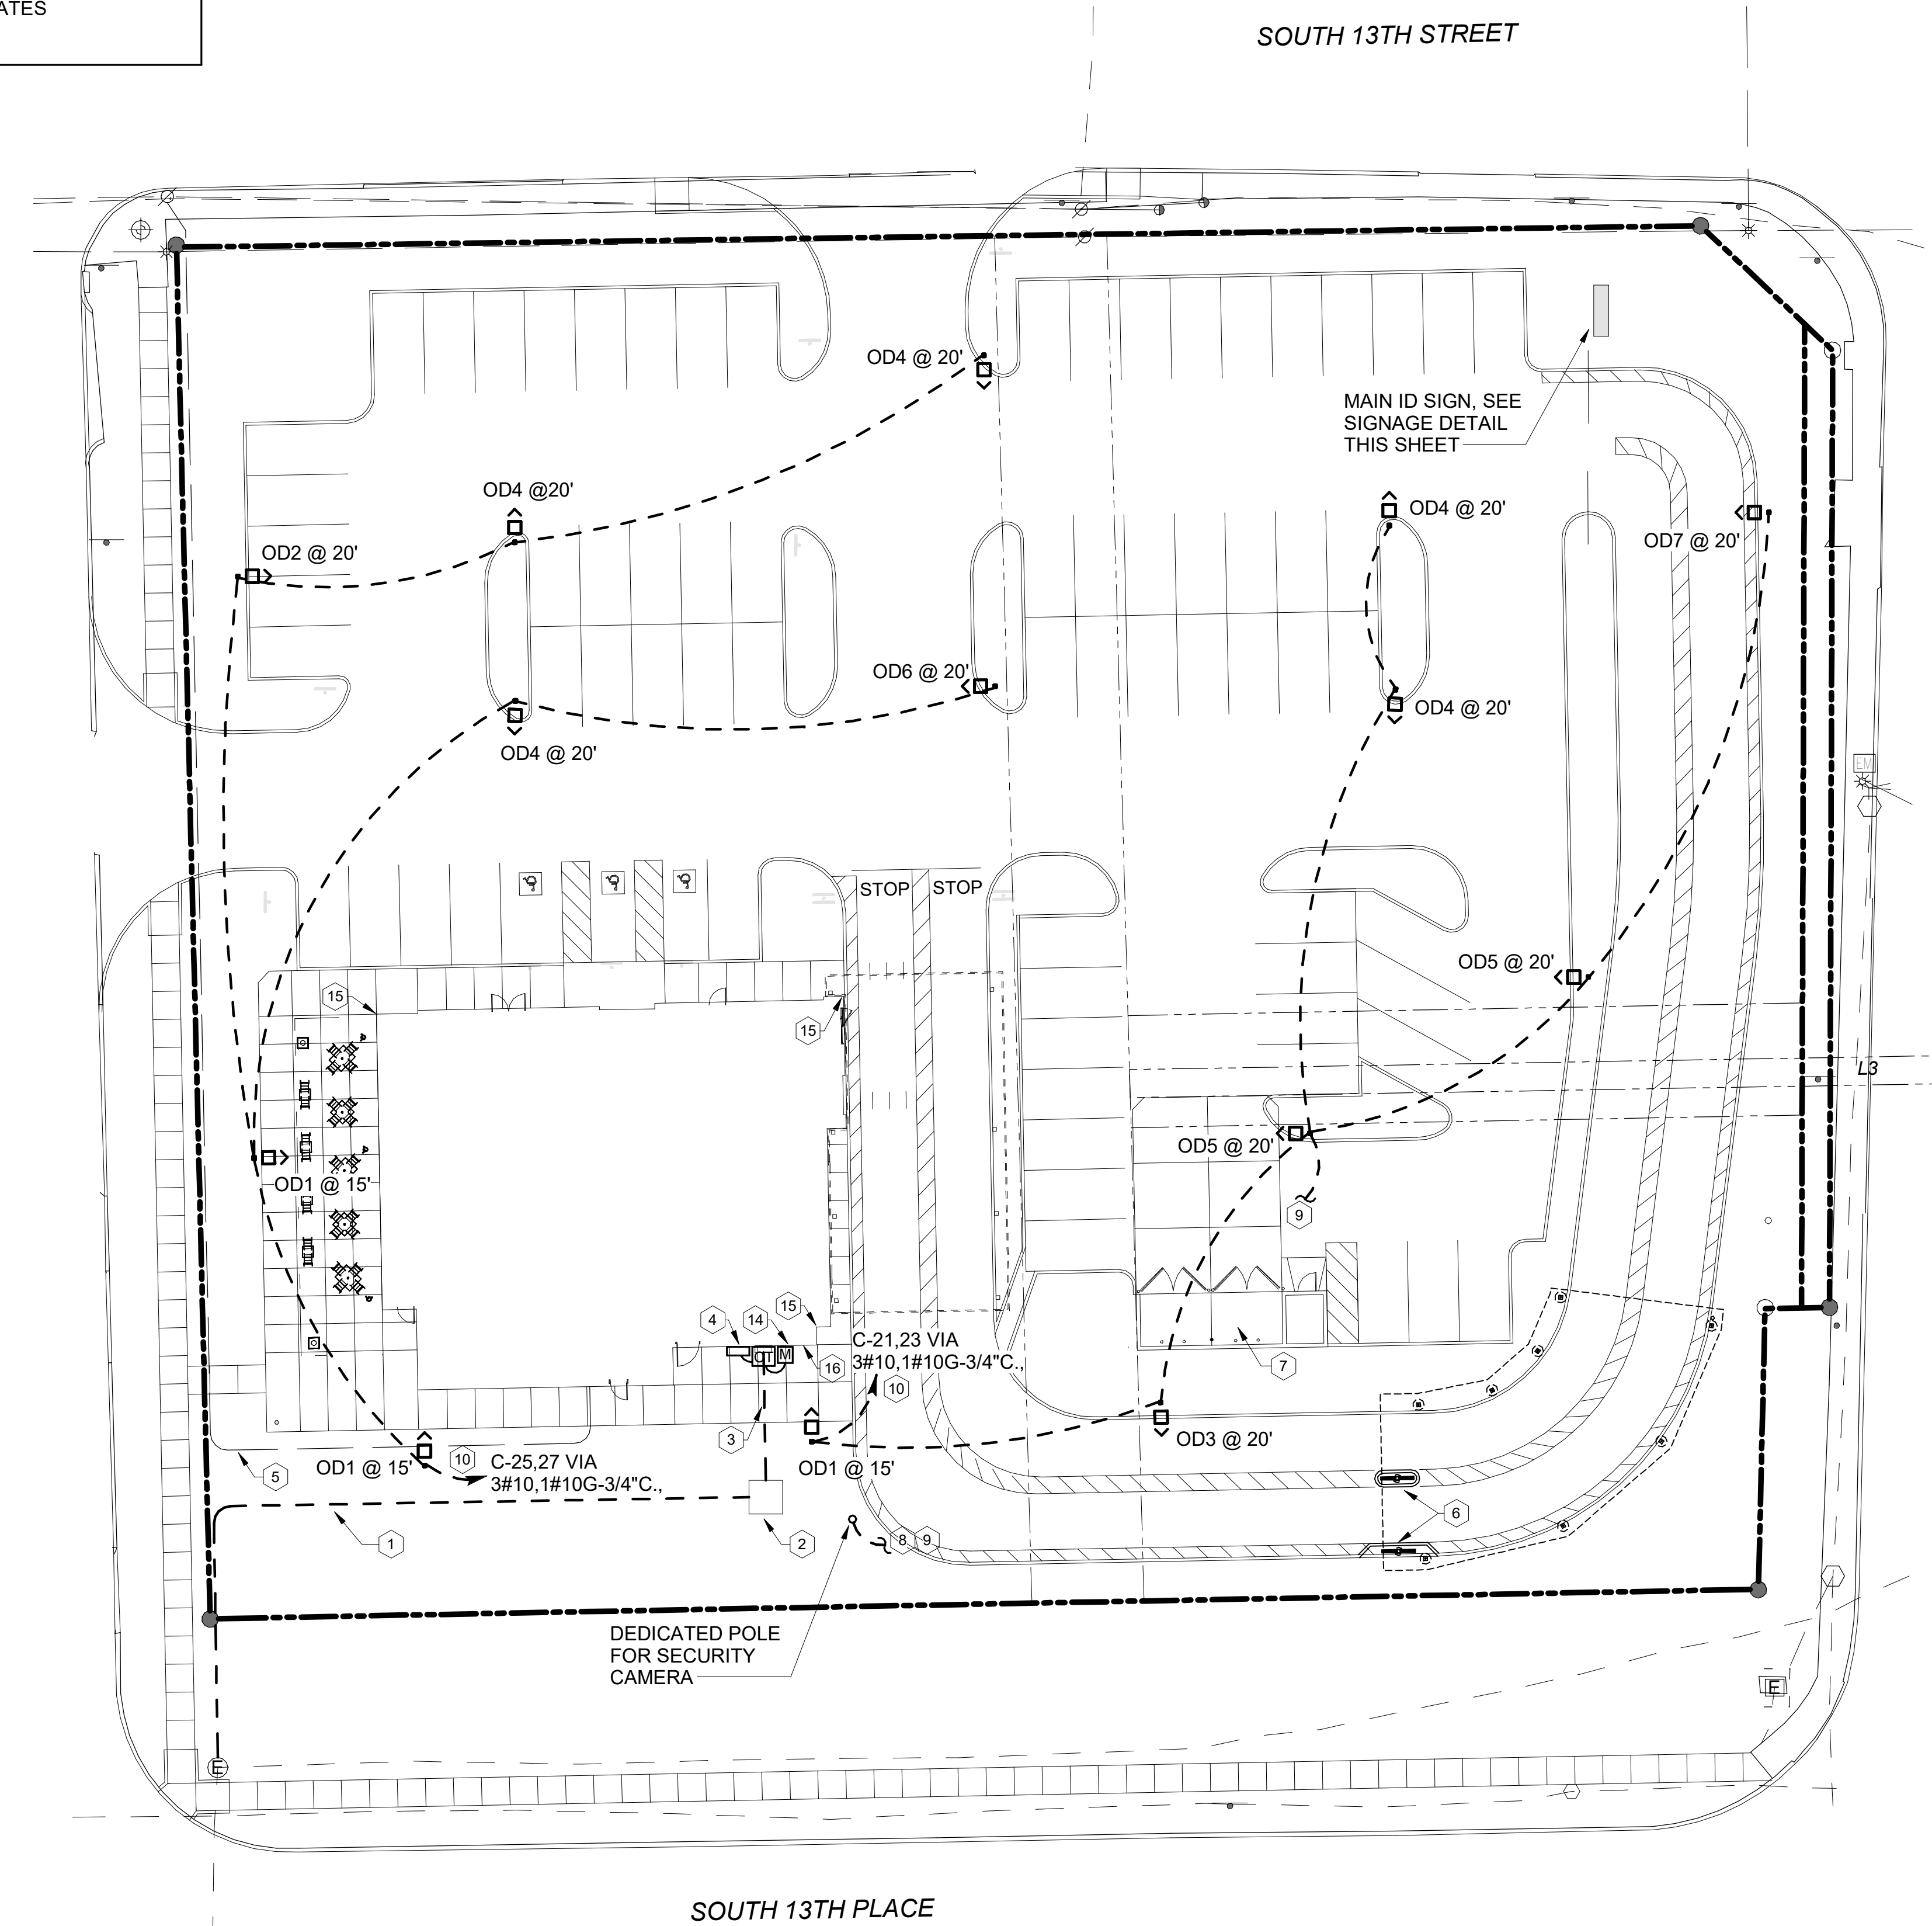 ATES
SOUTH 13TH STREET
OD4 @ 20'
MAIN ID SIGN, SEE
SIGNAGE DETAIL
THIS SHEET
OD4 @20'
OD4 @ 20'
OD7 @ 20'
OD2 @ 20'
OD6 @ 20'
OD4 @ 20'
OD4 @ 20'
EM
STOP
STOP
OD5 @ 20'
15
15
L3
OD5 @ 20'
OD1 @ 15'
9
4
14
15
C-21,23 VIA
3#10,1#10G-3/4"C.,
CT
M
16
7
10
3
OD3 @ 20'
10
C-25,27 VIA
3#10,1#10G-3/4"C.,
OD1 @ 15'
OD1 @ 15'
5
6
1
2
8
9
DEDICATED POLE
FOR SECURITY
CAMERA
E
E
SOUTH 13TH PLACE